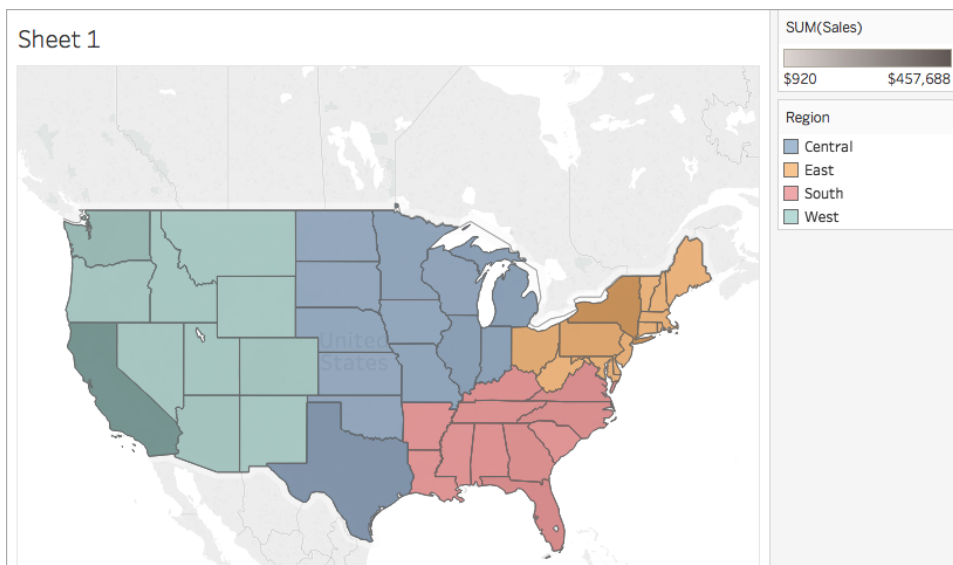 Sheet 1
United
States
SUM(Sales)
$920 $457,688
Region
Central
East
South
West